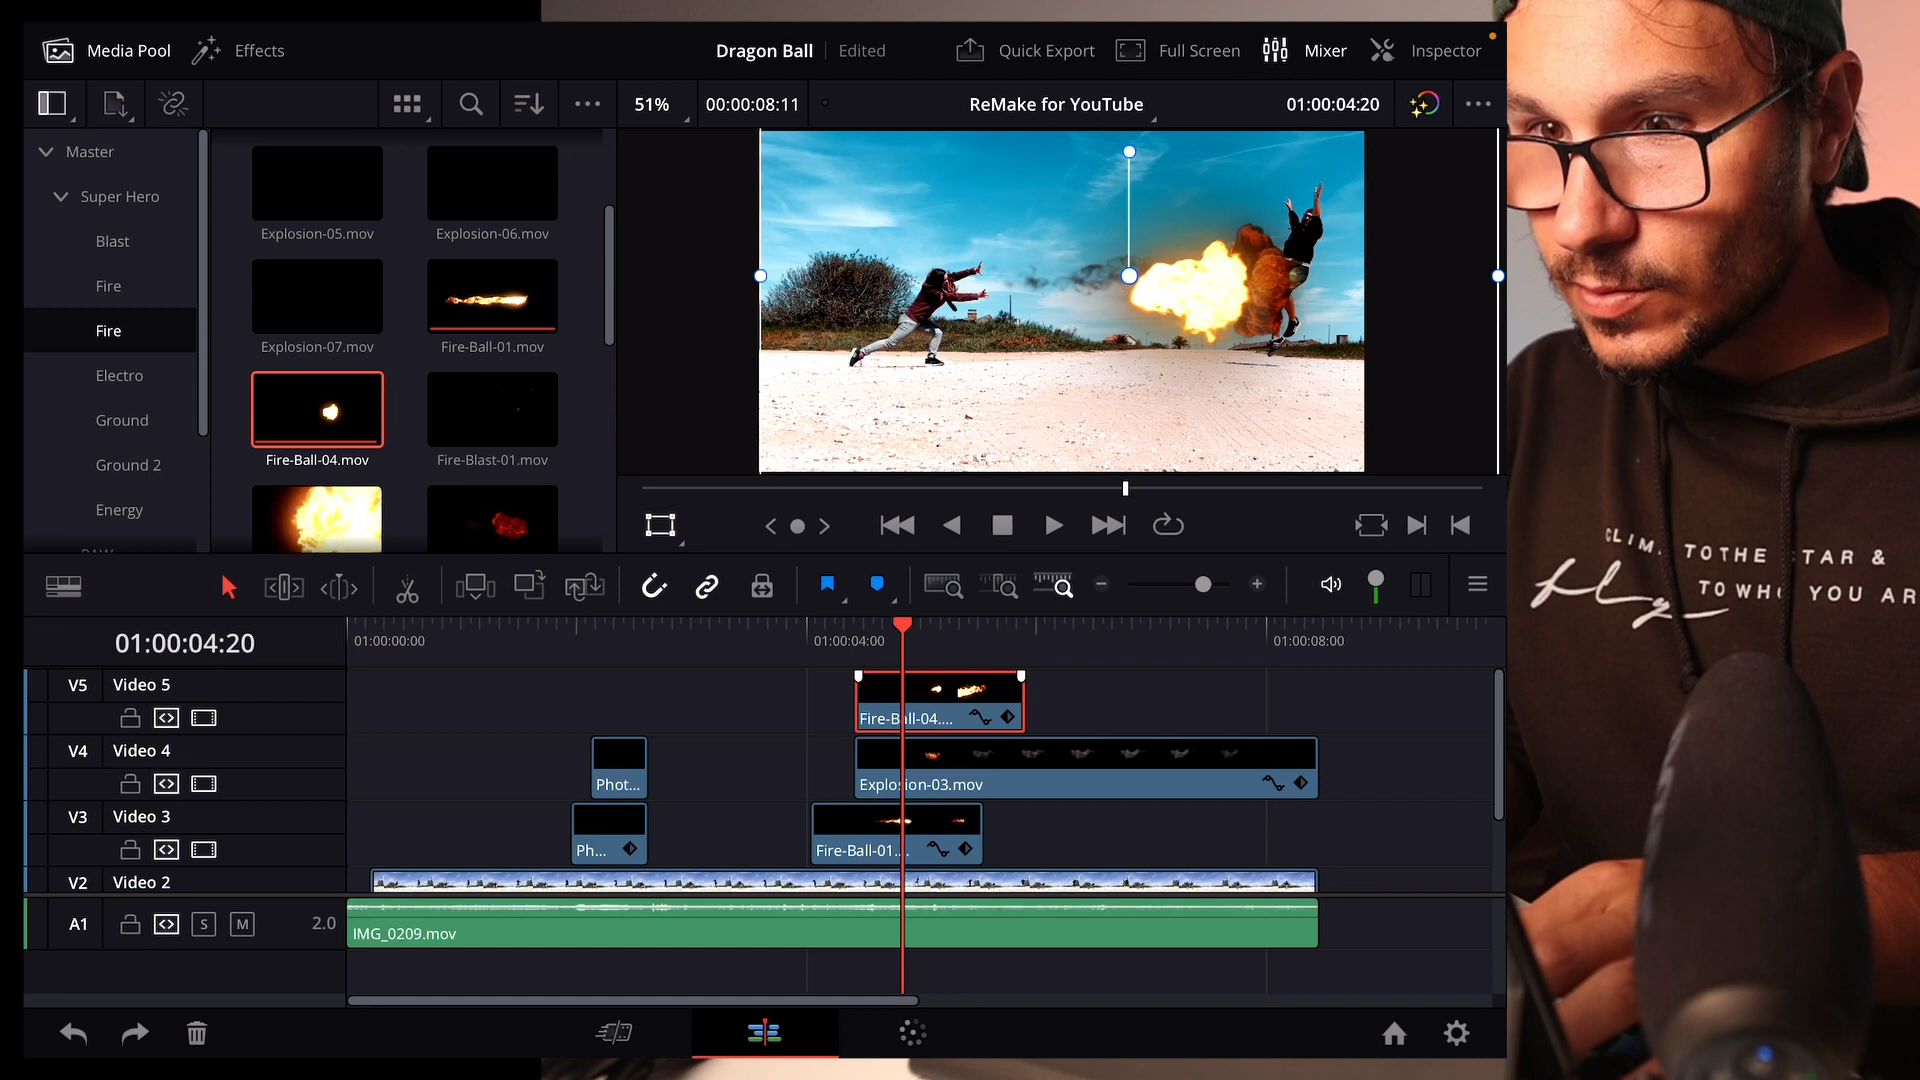 Media Pool
Effects
Dragon Ball
Edited
Quick Export
Full Screen
Mixer
Inspector
51%
00:00:08:11
ReMake for YouTube
01:00:04:20
Master
Super Hero
Blast
Fire
Fire
Electro
Ground
Ground 2
Energy
Explosion-05.mov
Explosion-06.mov
Explosion-07.mov
Fire-Ball-01.mov
Fire-Ball-04.mov
Fire-Blast-01.mov
01:00:04:20
01:00:00:00
01:00:04:00
01:00:08:00
V5
Video 5
Fire-Ball-04....
V4
Video 4
Phot...
Explosion-03.mov
V3
Video 3
Ph...
Fire-Ball-01....
V2
Video 2
A1
S
M
2.0
IMG_0209.mov
TO THE TAR &
fly
TO WH YOU AR